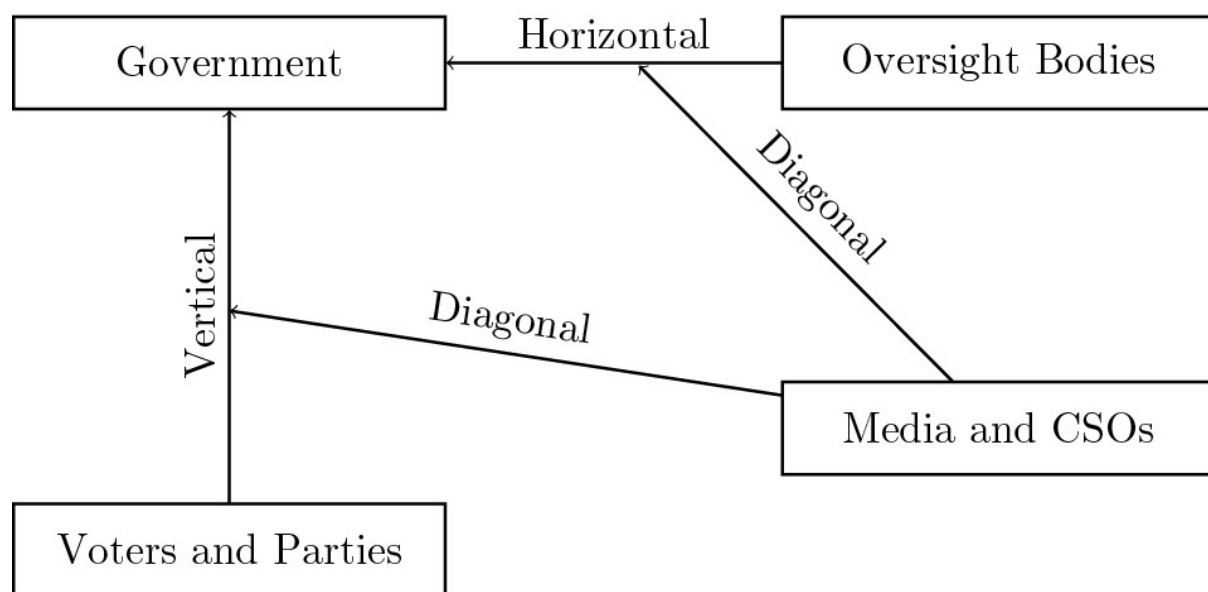 Government
Horizontal
Oversight Bodies
Diagonal
Vertical
Diagonal
Media and CSOs
Voters and Parties